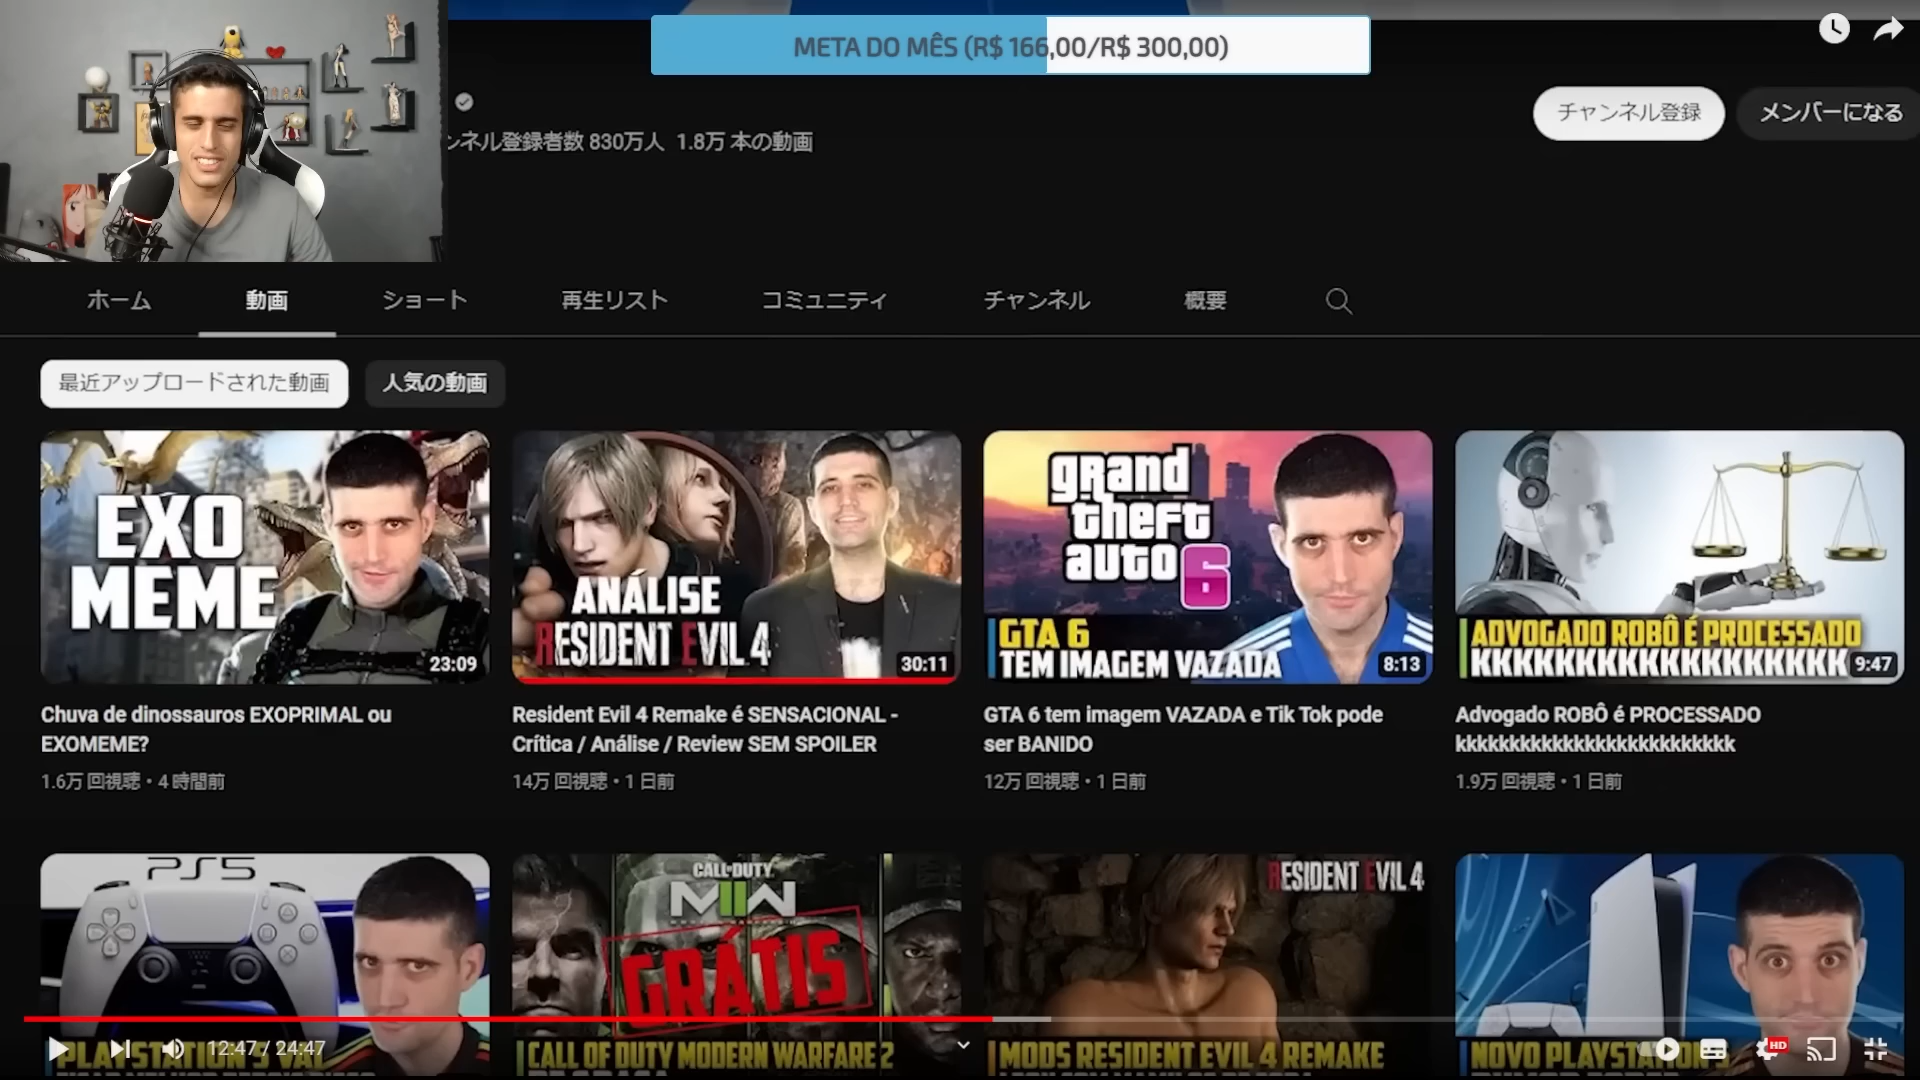 META DO MÊS (R$ 166,00/R$ 300,00)
ンネル登録者数 830万人 1.8万 本の動画
チャンネル登録
メンバーになる
ホーム
動画
ショート
再生リスト
コミュニティ
チャンネル
概要
最近アップロードされた動画
人気の動画
EXO
MEME
23:09
ANÁLISE
RESIDENT EVIL 4
30:11
grand
theft
auto 6
GTA 6
TEM IMAGEM VAZADA
8:13
ADVOGADO ROBÔ É PROCESSADO
KKKKKKKKKKKKKKKKKKK
9:47
Chuva de dinossauros EXOPRIMAL ou
EXOMEME?
1.6万 回視聴・4 時間前
Resident Evil 4 Remake é SENSACIONAL -
Crítica / Análise / Review SEM SPOILER
14万 回視聴・1 日前
GTA 6 tem imagem VAZADA e Tik Tok pode
ser BANIDO
12万 回視聴・1 日前
Advogado ROBÔ é PROCESSADO
kkkkkkkkkkkkkkkkkkkkkkkkkk
1.9万 回視聴・1 日前
PS5
PLAYSTATION'S VAI
CALL OF DUTY
MW
GRÁTIS
CALL OF DUTY MODERN WARFARE 2
RESIDENT EVIL 4
MODS RESIDENT EVIL 4 REMAKE
NOVO PLAYSTATION
12:47 / 24:47
HD